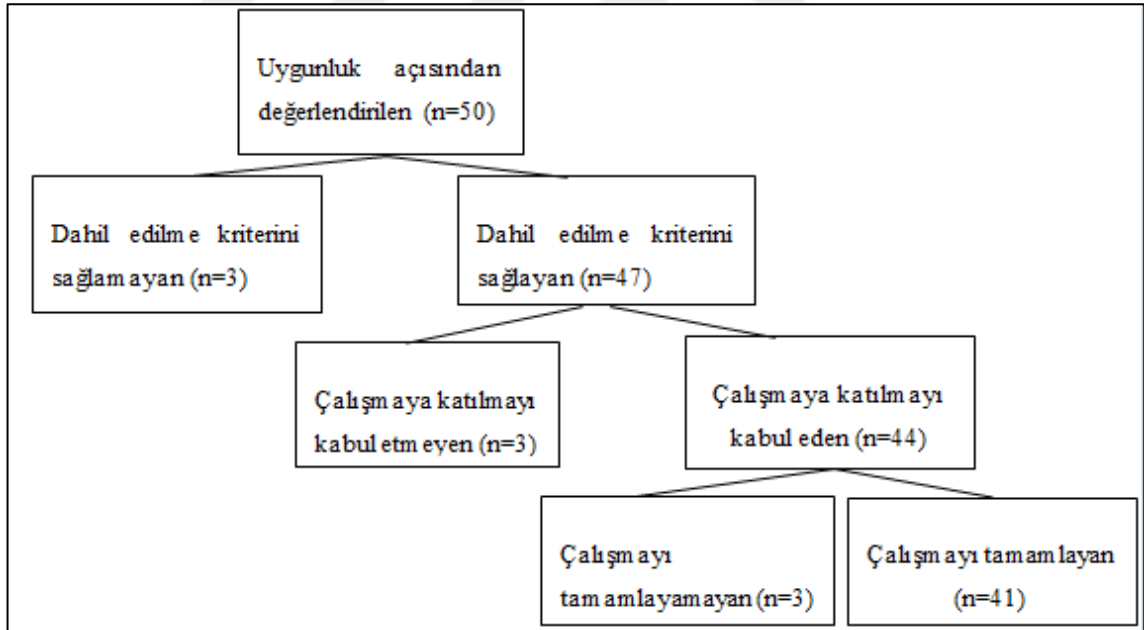 Uygunluk açısından
değerlendirilen (n=50)
Dahil edilme kriterini
sağlamayan (n=3)
Dahil edilme kriterini
sağlayan (n=47)
Çalışmaya katılmayı
kabul etmeyen (n=3)
Çalışmaya katılmayı
kabul eden (n=44)
Çalışmayı
tamamlayamayan (n=3)
Çalışmayı tamamlayan
(n=41)